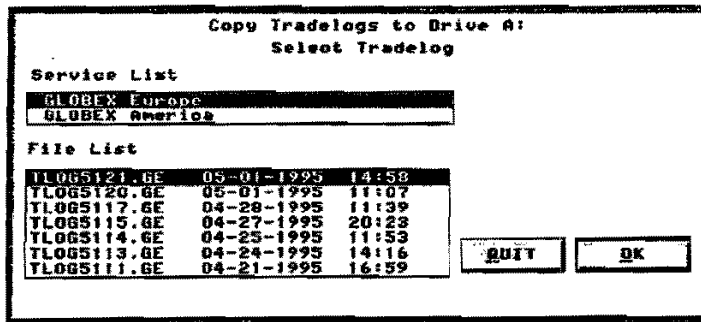 Copy Tradelogs to Drive A:
Select Tradelog
Service List
GLOBEX Europe
GLOBEX America
File List
TLOG5121.GE 05-01-1995 14:58
TLOG5120.GE 05-01-1995 11:07
TLOG5117.GE 04-28-1995 11:39
TLOG5115.GE 04-27-1995 20:23
TLOG5114.GE 04-25-1995 11:53
TLOG5113.GE 04-24-1995 14:16
TLOG5111.GE 04-21-1995 16:59
QUIT OK